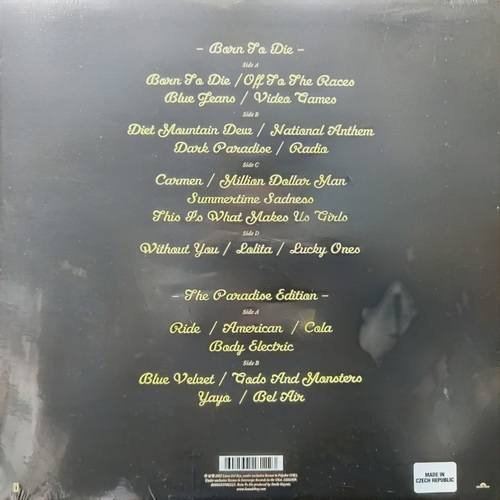 – Born To Die –
Side A
Born To Die / Off To The Races
Blue Jeans / Video Games
Side B
Diet Mountain Dew / National Anthem
Dark Paradise / Radio
Side C
Carmen / Million Dollar Man
Summertime Sadness
This Is What Makes Us Girls
Side D
Without You / Lolita / Lucky Ones
– The Paradise Edition –
Side A
Ride / American / Cola
Body Electric
Side B
Blue Velvet / Gods And Monsters
Yayo / Bel Air
MADE IN
CZECH REPUBLIC